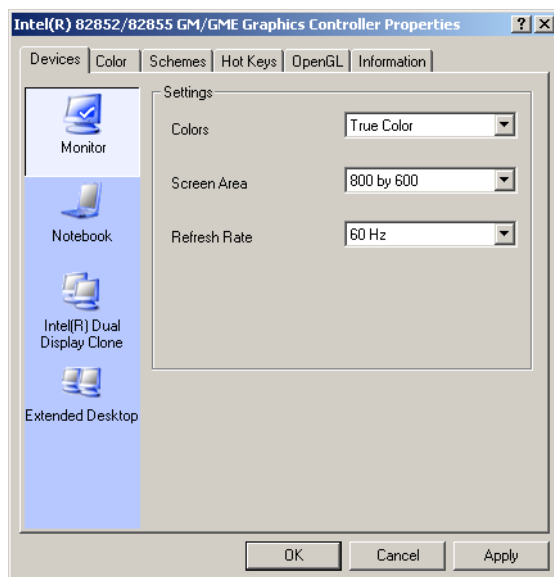 Intel(R) 82852/82855 GM/GME Graphics Controller Properties
Devices Color Schemes Hot Keys OpenGL Information
Monitor
Notebook
Intel(R) Dual
Display Clone
Extended Desktop
Settings
Colors True Color
Screen Area 800 by 600
Refresh Rate 60 Hz
OK Cancel Apply